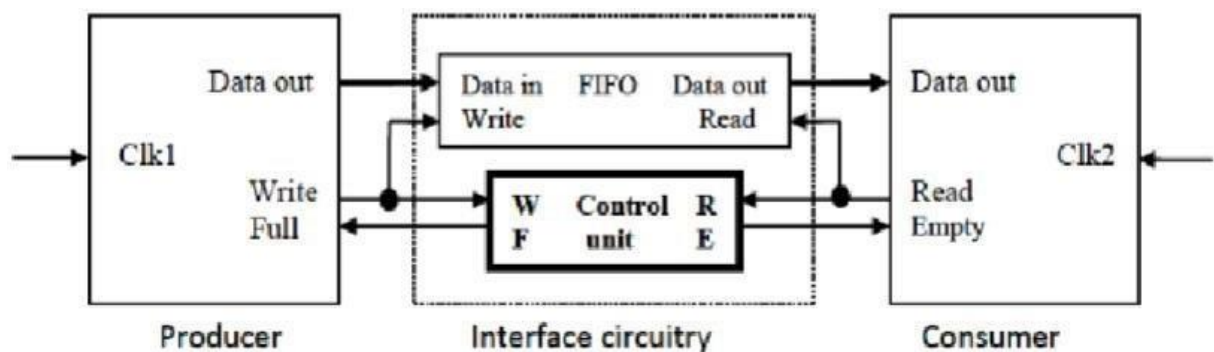 Data out
Clk1
Write
Full
Producer
Data in FIFO Data out
Write Read
W Control R
F unit E
Interface circuitry
Data out
Clk2
Read
Empty
Consumer